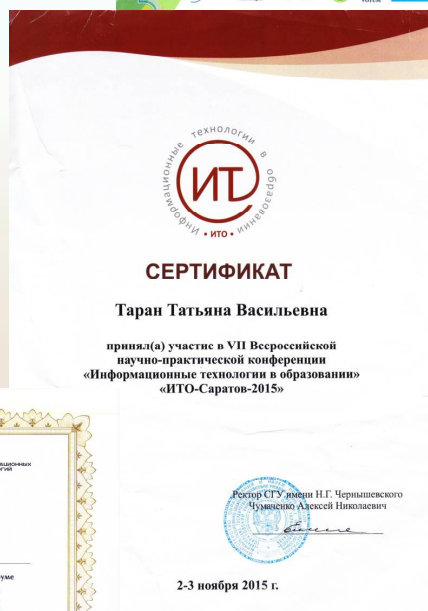 Информационные технологии в образовании
ИТ
• ИТО •
СЕРТИФИКАТ
Таран Татьяна Васильевна
принял(а) участие в VII Всероссийской
научно-практической конференции
«Информационные технологии в образовании»
«ИТО-Саратов-2015»
Ректор СГУ имени Н.Г. Чернышевского
Чумаченко Алексей Николаевич
2-3 ноября 2015 г.